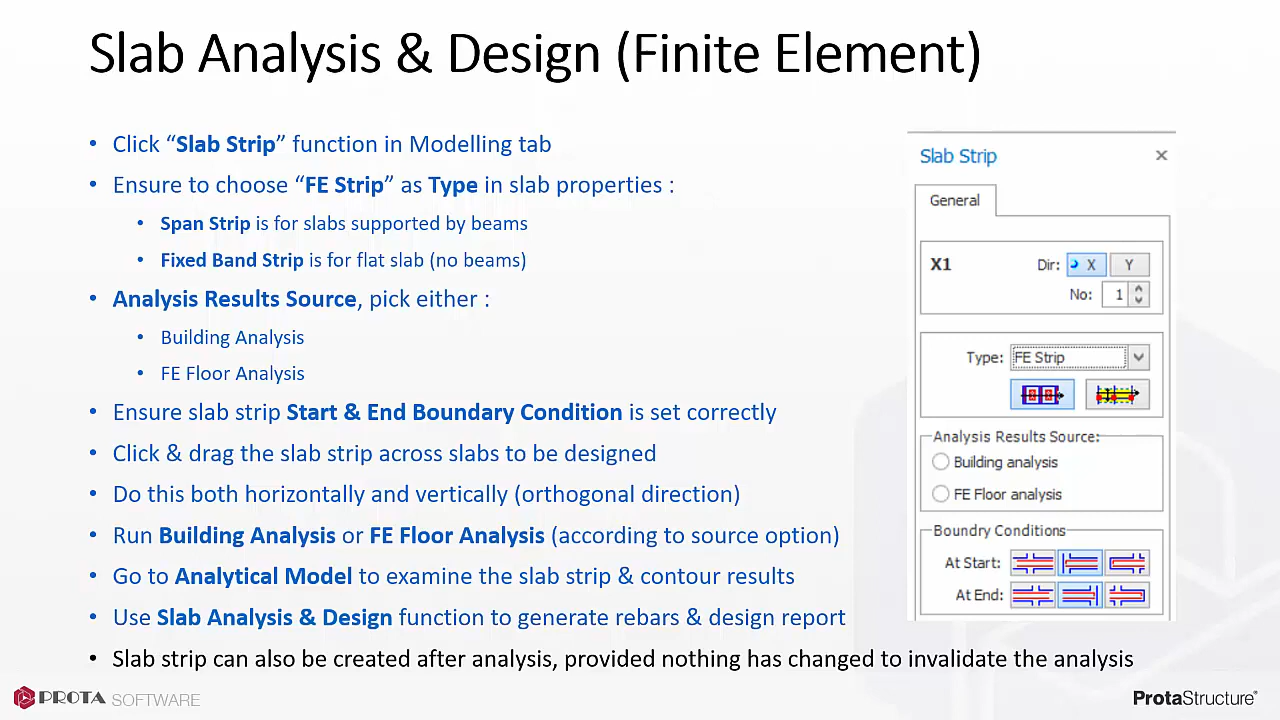 Slab Analysis & Design (Finite Element)
• Click “Slab Strip” function in Modelling tab
• Ensure to choose “FE Strip” as Type in slab properties :
• Span Strip is for slabs supported by beams
• Fixed Band Strip is for flat slab (no beams)
• Analysis Results Source, pick either :
• Building Analysis
• FE Floor Analysis
• Ensure slab strip Start & End Boundary Condition is set correctly
• Click & drag the slab strip across slabs to be designed
• Do this both horizontally and vertically (orthogonal direction)
• Run Building Analysis or FE Floor Analysis (according to source option)
• Go to Analytical Model to examine the slab strip & contour results
• Use Slab Analysis & Design function to generate rebars & design report
• Slab strip can also be created after analysis, provided nothing has changed to invalidate the analysis
Slab Strip
General
X1 Dir: X Y
No: 1
Type: FE Strip
Analysis Results Source:
Building analysis
FE Floor analysis
Boundry Conditions
At Start:
At End:
PROTA SOFTWARE
ProtaStructure®